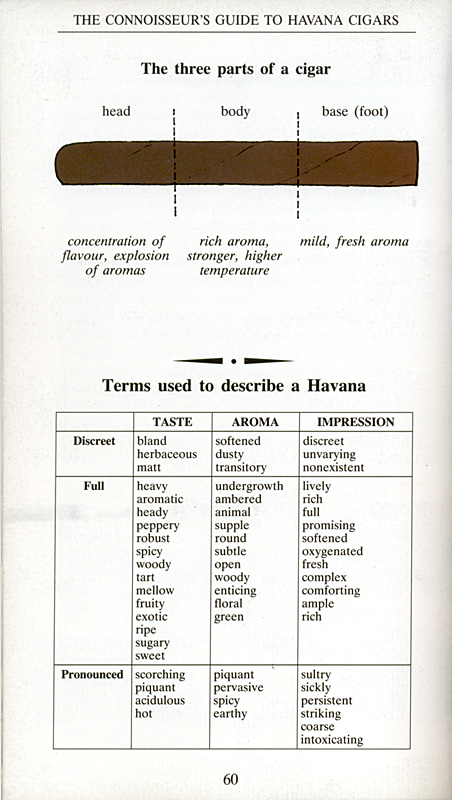 THE CONNOISSEUR'S GUIDE TO HAVANA CIGARS
The three parts of a cigar
head body base (foot)
concentration of flavour, explosion of aromas
rich aroma, stronger, higher temperature
mild, fresh aroma
Terms used to describe a Havana
TASTE AROMA IMPRESSION
Discreet bland softened discreet
herbaceous dusty unvarying
matt transitory nonexistent
Full heavy undergrowth lively
aromatic ambered rich
heady animal full
peppery supple promising
robust round softened
spicy subtle oxygenated
woody open fresh
tart woody complex
mellow enticing comforting
fruity floral ample
exotic green rich
ripe
sugary
sweet
Pronounced scorching piquant sultry
piquant pervasive sickly
acidulous spicy persistent
hot earthy striking
coarse
intoxicating
60